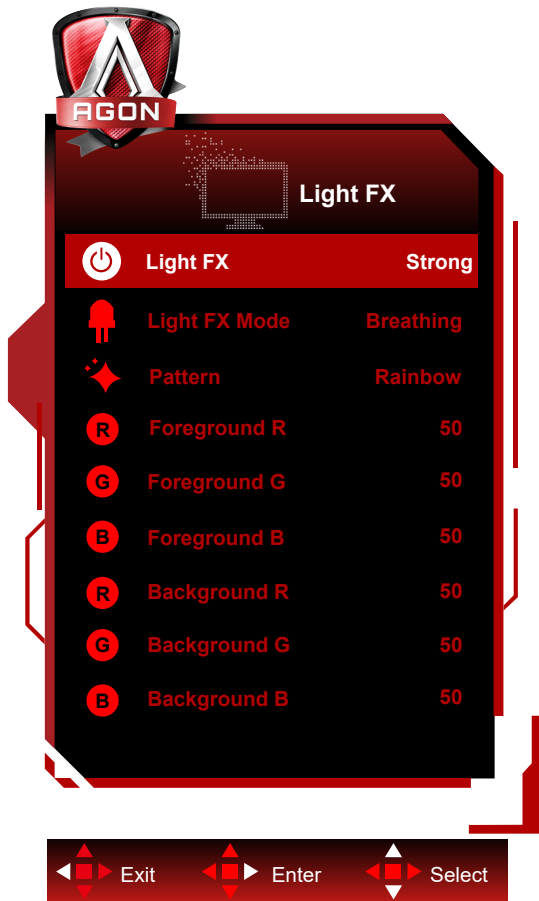 AGON
Light FX
Light FX Strong
Light FX Mode Breathing
Pattern Rainbow
R Foreground R 50
G Foreground G 50
B Foreground B 50
R Background R 50
G Background G 50
B Background B 50
Exit Enter Select